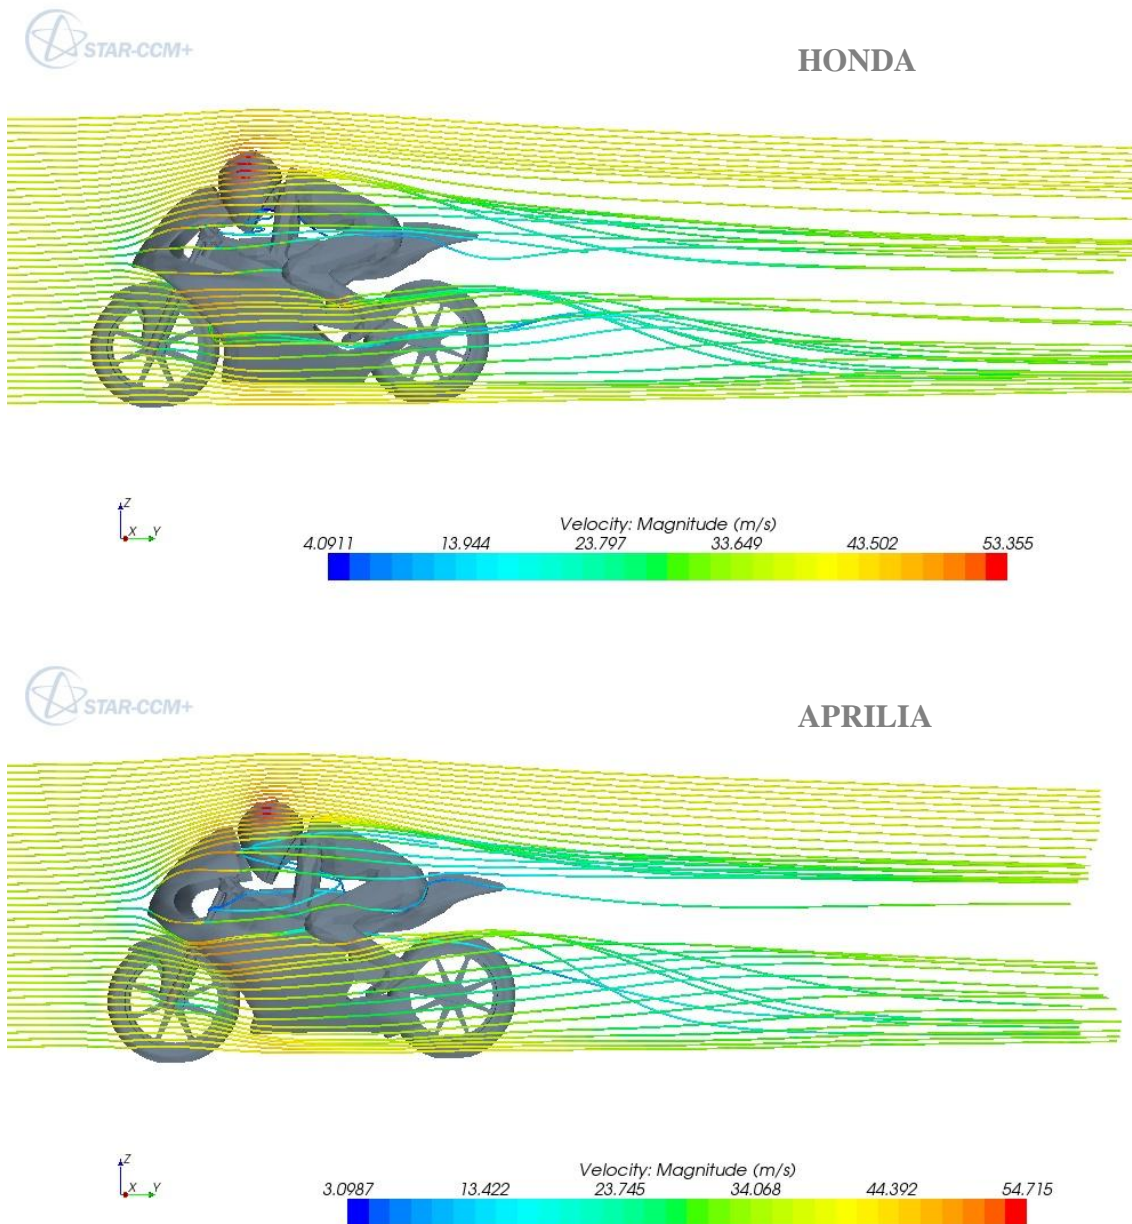 STAR-CCM+
HONDA
Z
X Y
Velocity: Magnitude (m/s)
4.0911 13.944 23.797 33.649 43.502 53.355
STAR-CCM+
APRILIA
Z
X Y
Velocity: Magnitude (m/s)
3.0987 13.422 23.745 34.068 44.392 54.715